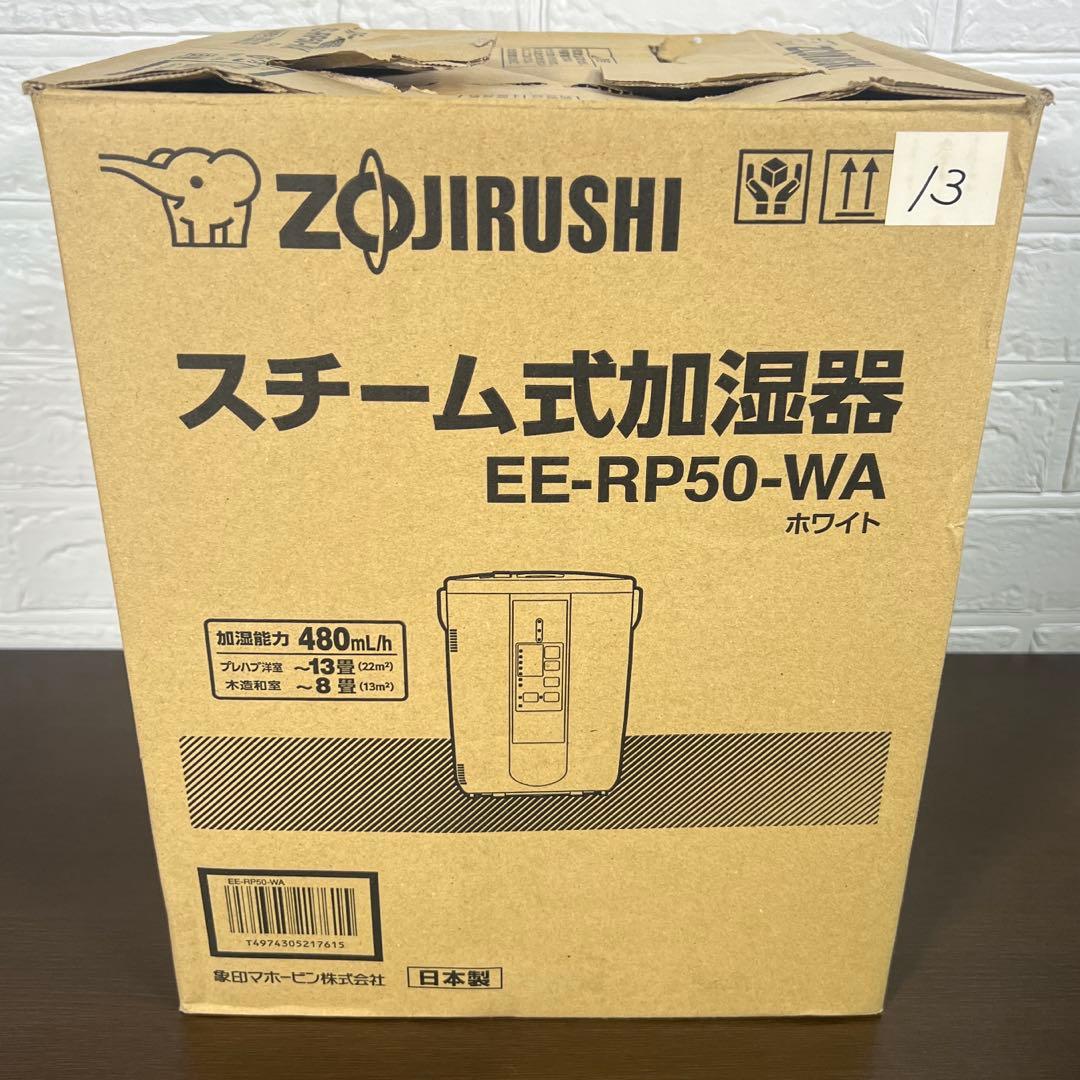 ZOJIRUSHI
13
スチーム式加湿器
EE-RP50-WA
ホワイト
加湿能力 480mL/h
プレハブ洋室 ～13畳(22m²)
木造和室 ～8畳(13m²)
EE-RP50-WA
T4974305217615
象印マホービン株式会社 日本製